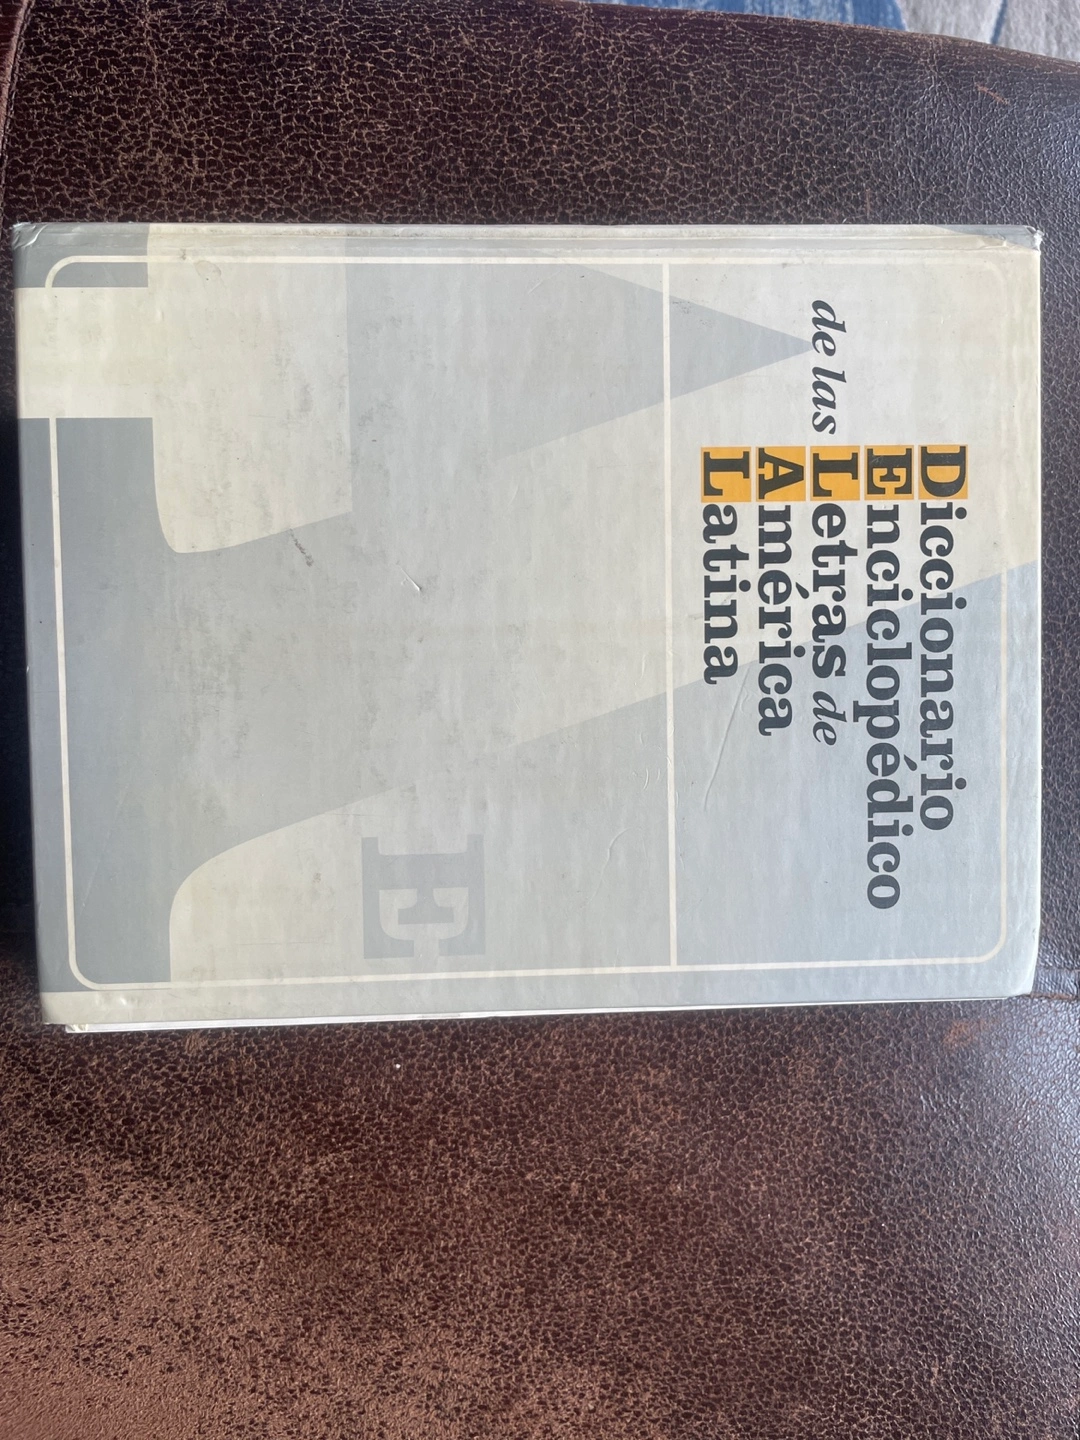 Diccionario
Enciclopédico
de las Letras de
América
Latina
E